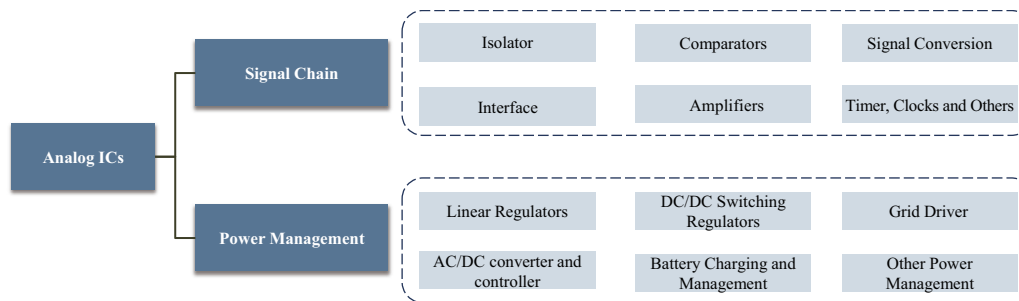 Analog ICs
Signal Chain
Isolator
Comparators
Signal Conversion
Interface
Amplifiers
Timer, Clocks and Others
Power Management
Linear Regulators
DC/DC Switching
Regulators
Grid Driver
AC/DC converter and
controller
Battery Charging and
Management
Other Power
Management